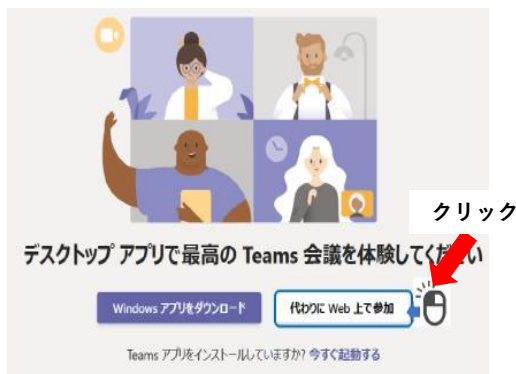 クリック
デスクトップ アプリで最高の Teams 会議を体験してください
Windows アプリをダウンロード
代わりに Web 上で参加
Teams アプリをインストールしていますか? 今すぐ起動する